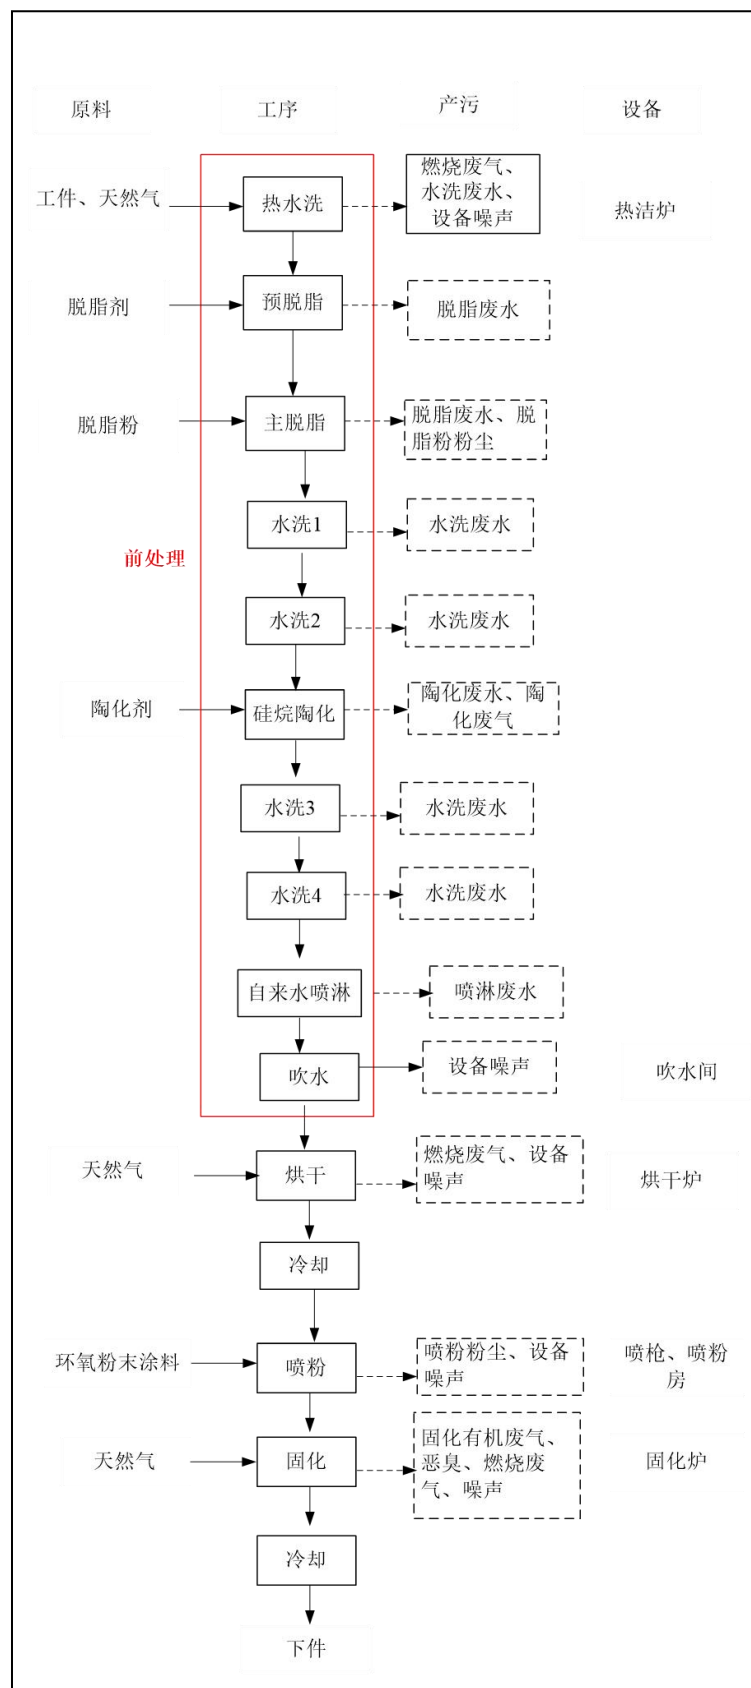 原料 工序 产污 设备
工件、天然气 热水洗 燃烧废气、
水洗废水、
设备噪声 热洁炉
脱脂剂 预脱脂 脱脂废水
脱脂粉 主脱脂 脱脂废水、脱
脂粉粉尘
水洗1 水洗废水
前处理
水洗2 水洗废水
陶化剂 硅烷陶化 陶化废水、陶
化废气
水洗3 水洗废水
水洗4 水洗废水
自来水喷淋 喷淋废水
吹水 设备噪声 吹水间
天然气 烘干 燃烧废气、设备
噪声 烘干炉
冷却
环氧粉末涂料 喷粉 喷粉粉尘、设备
噪声 喷枪、喷粉
房
天然气 固化 固化有机废气、
恶臭、燃烧废
气、噪声 固化炉
冷却
下件